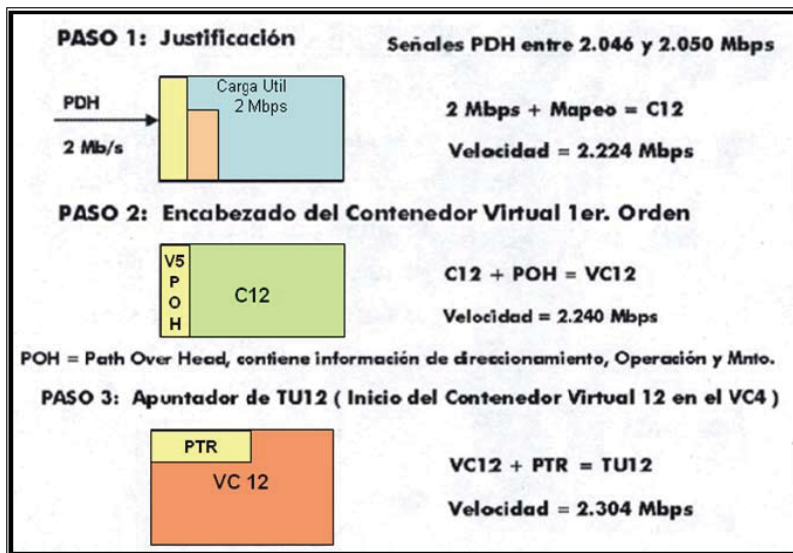 PASO 1: Justificación
Señales PDH entre 2.046 y 2.050 Mbps
PDH
2 Mb/s
Carga Util
2 Mbps
2 Mbps + Mapeo = C12
Velocidad = 2.224 Mbps
PASO 2: Encabezado del Contenedor Virtual 1er. Orden
V5
P
O
H
C12
C12 + POH = VC12
Velocidad = 2.240 Mbps
POH = Path Over Head, contiene información de direccionamiento, Operación y Mnto.
PASO 3: Apuntador de TU12 ( Inicio del Contenedor Virtual 12 en el VC4 )
PTR
VC 12
VC12 + PTR = TU12
Velocidad = 2.304 Mbps